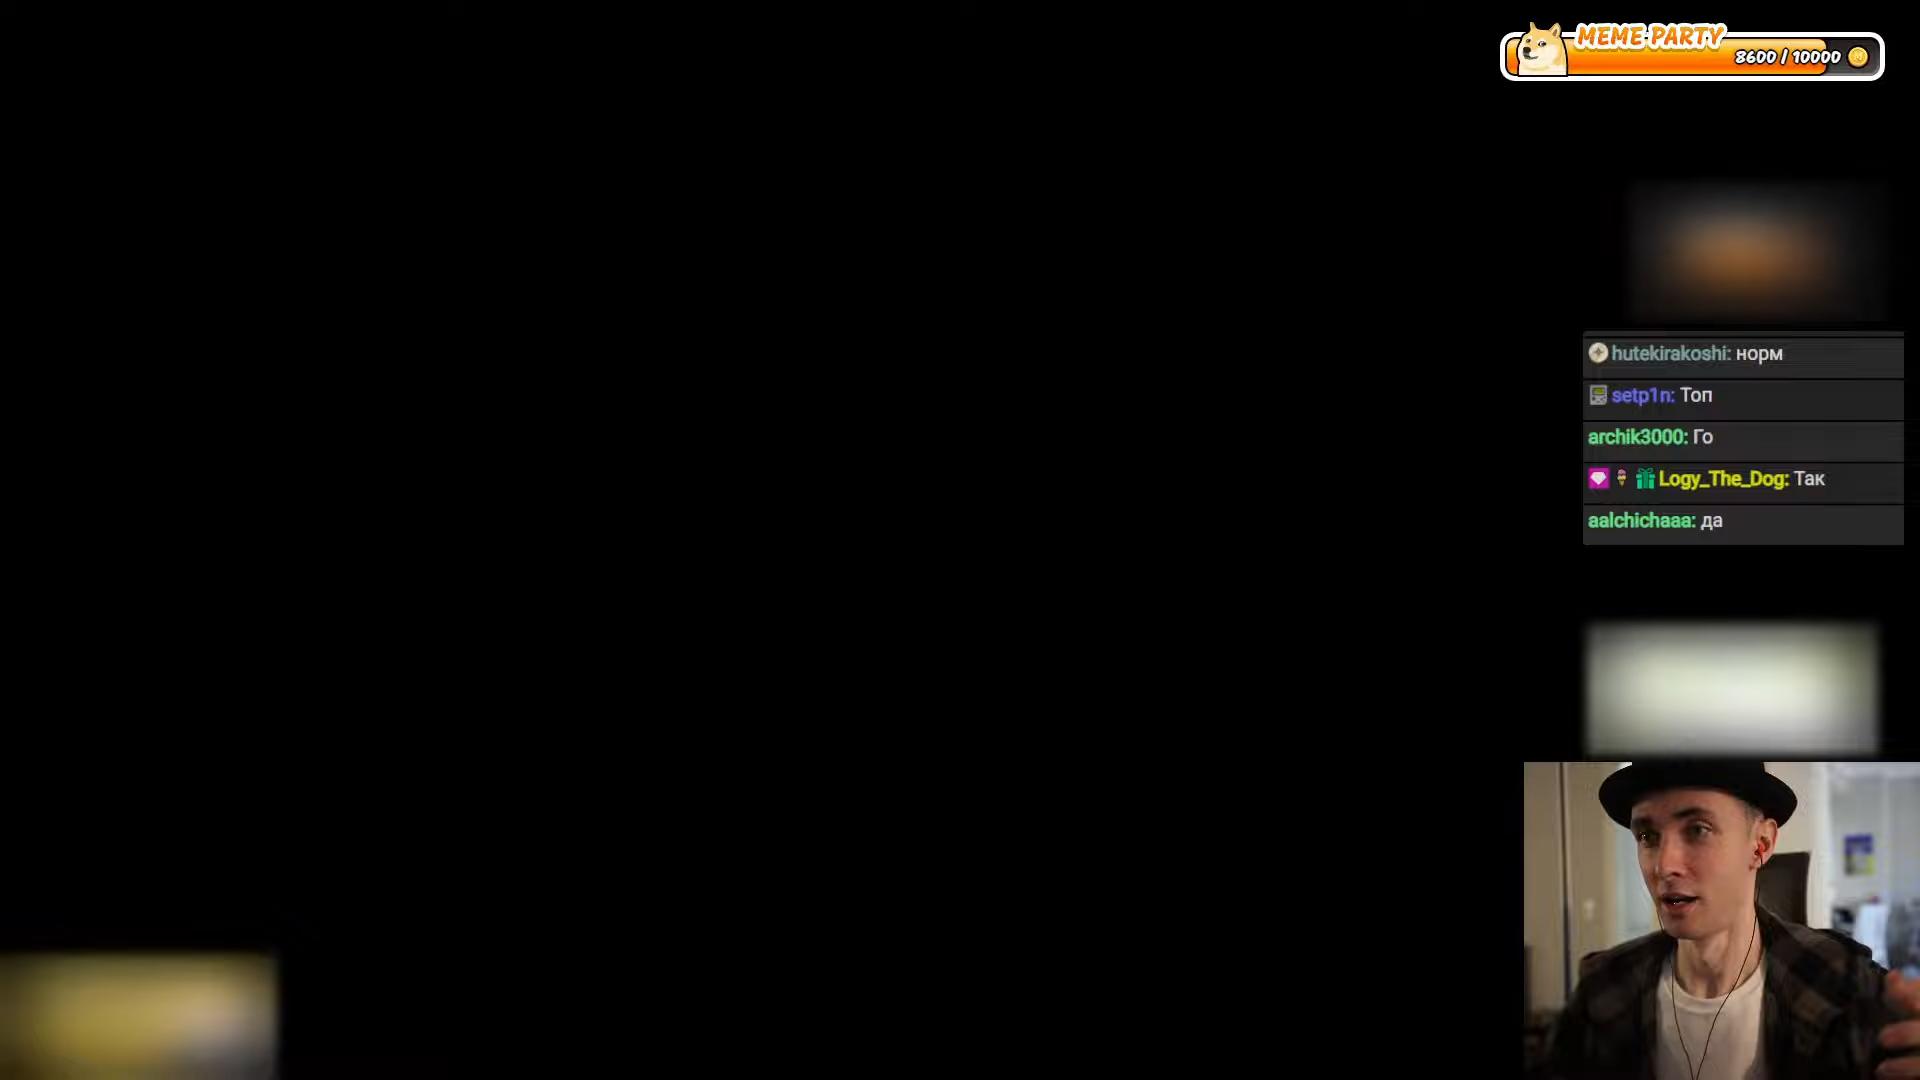 MEME PARTY
8600 / 10000
hutekirakoshi: норм
setp1n: Топ
archik3000: Го
Logy_The_Dog: Так
aalchichaaa: да